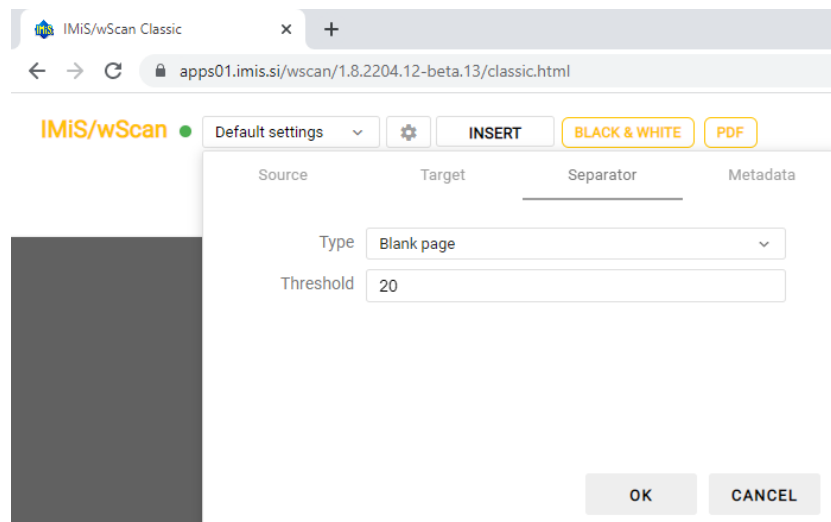 IMiS/wScan Classic
apps01.imis.si/wscan/1.8.2204.12-beta.13/classic.html
IMiS/wScan Default settings INSERT BLACK & WHITE PDF
Source Target Separator Metadata
Type Blank page
Threshold 20
OK CANCEL